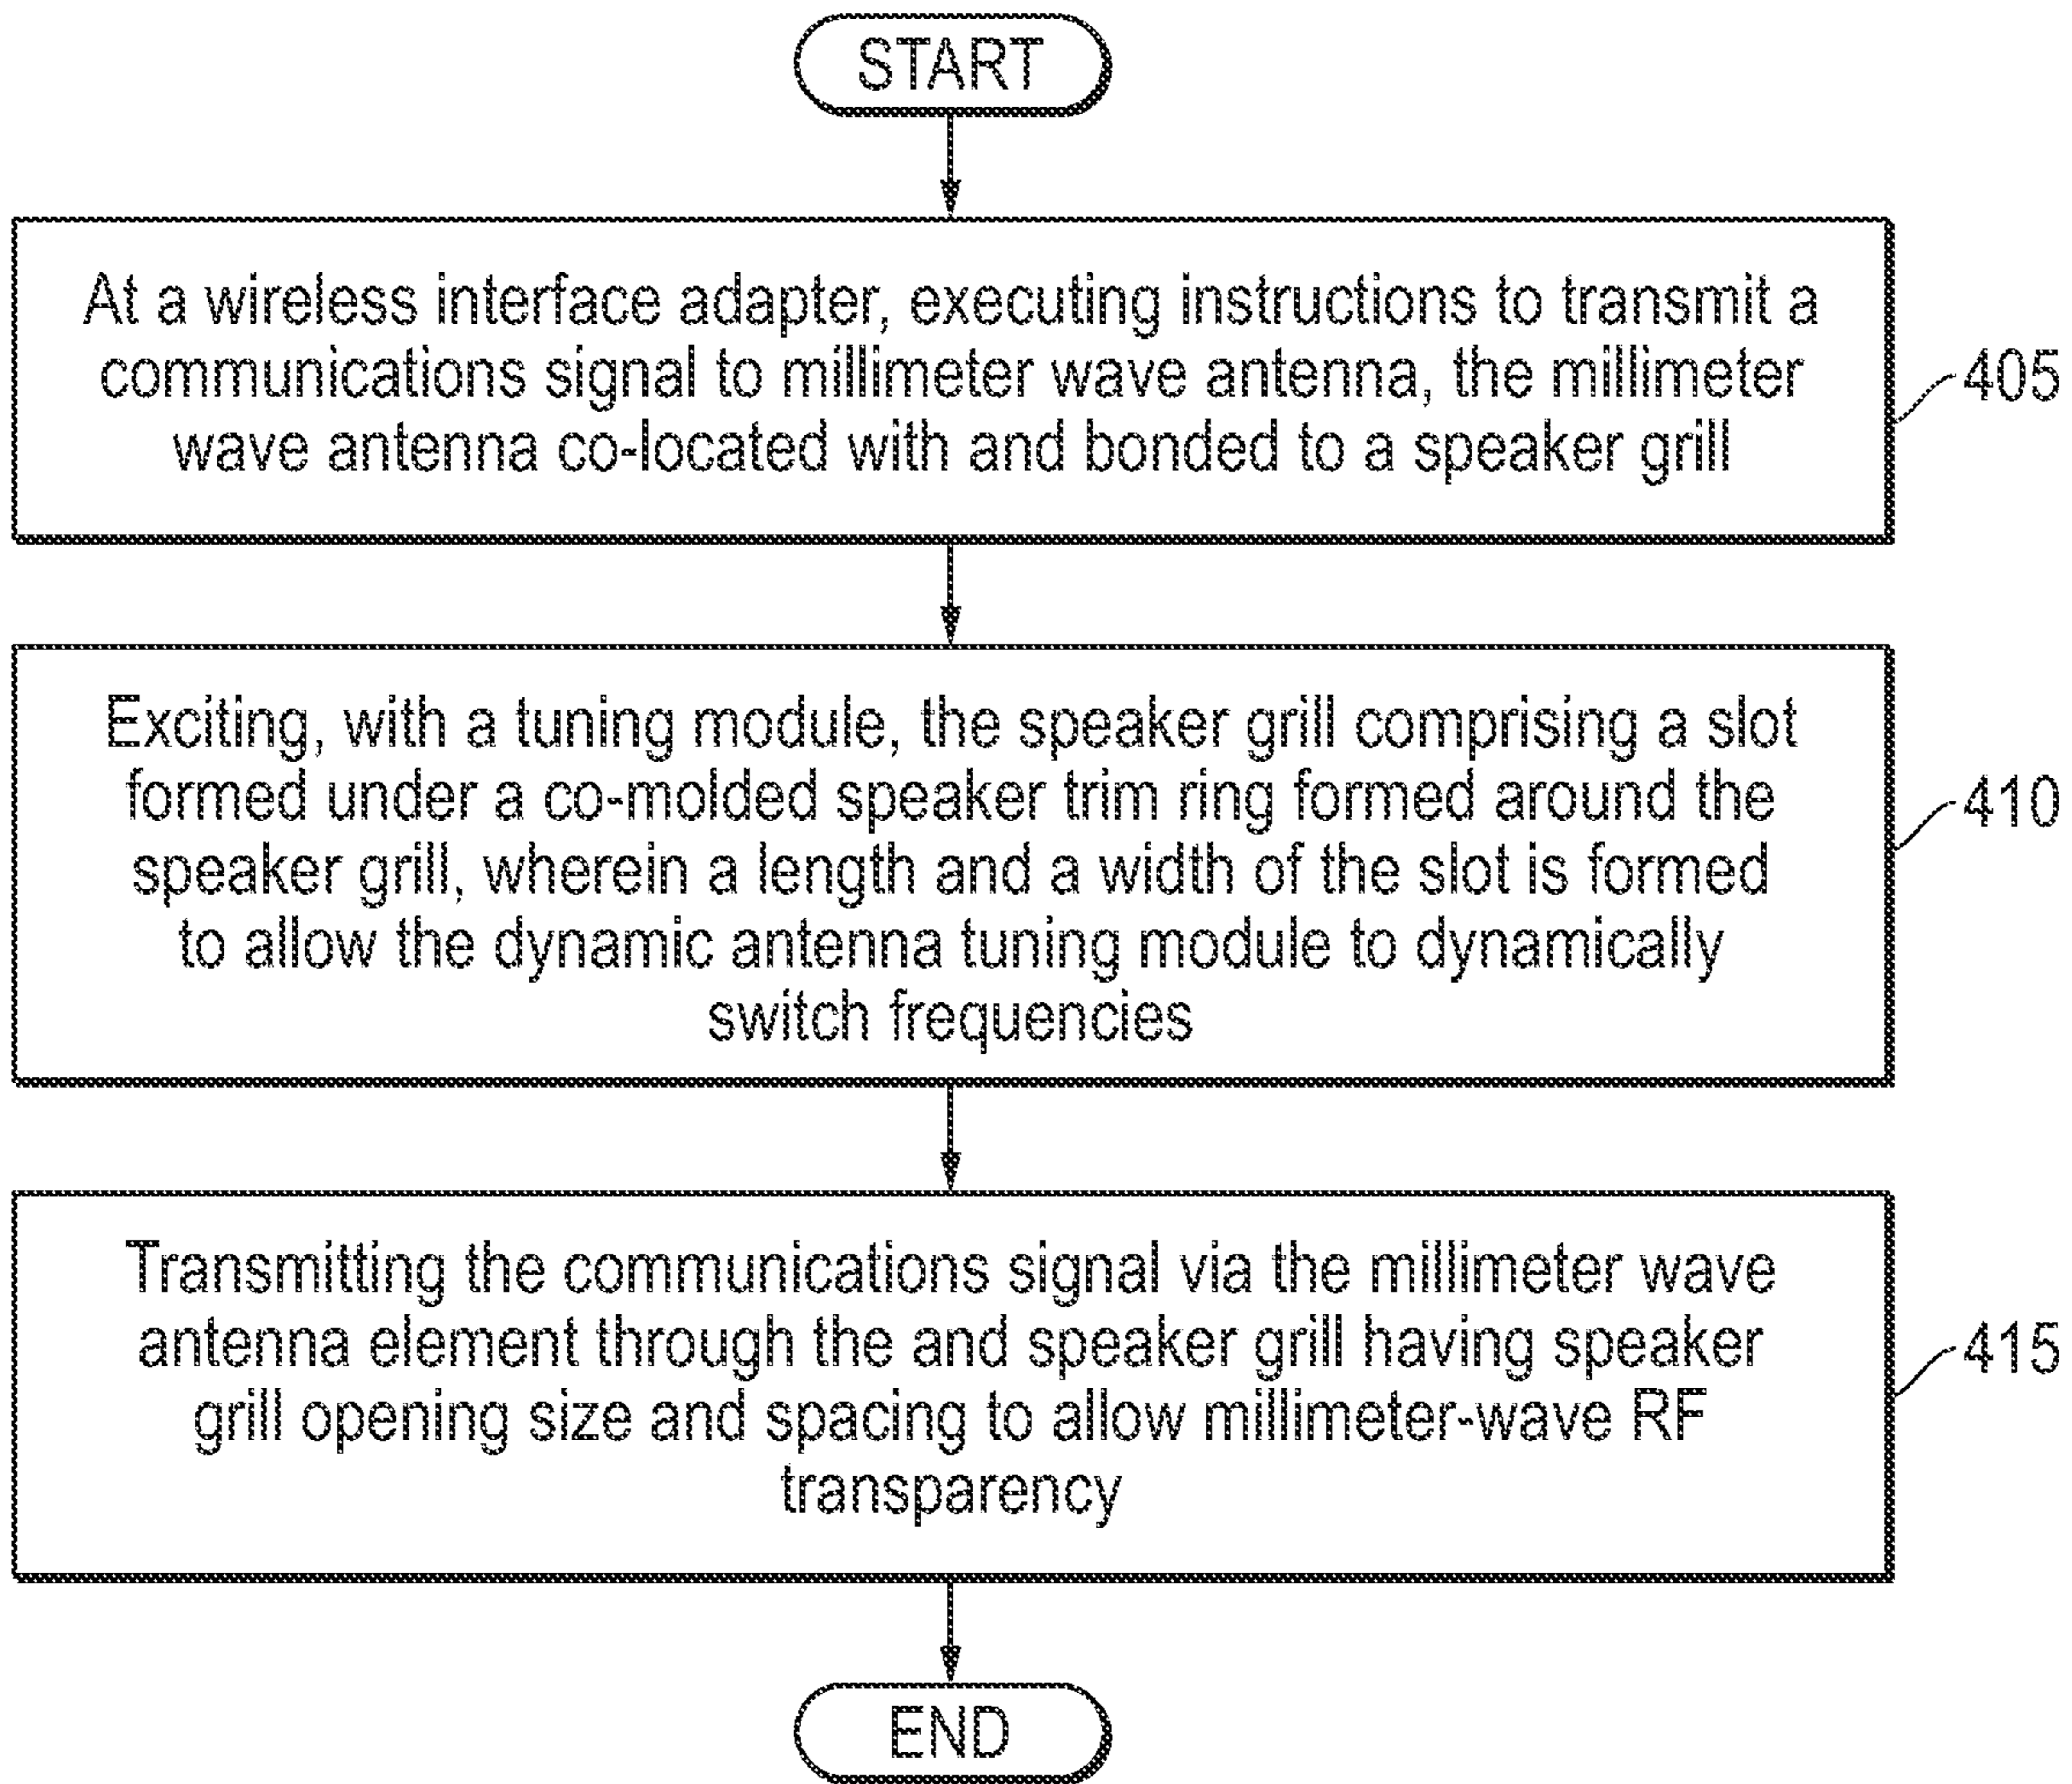 START
At a wireless interface adapter, executing instructions to transmit a
communications signal to millimeter wave antenna, the millimeter
wave antenna co-located with and bonded to a speaker grill
405
Exciting, with a tuning module, the speaker grill comprising a slot
formed under a co-molded speaker trim ring formed around the
speaker grill, wherein a length and a width of the slot is formed
to allow the dynamic antenna tuning module to dynamically
switch frequencies
410
Transmitting the communications signal via the millimeter wave
antenna element through the and speaker grill having speaker
grill opening size and spacing to allow millimeter-wave RF
transparency
415
END